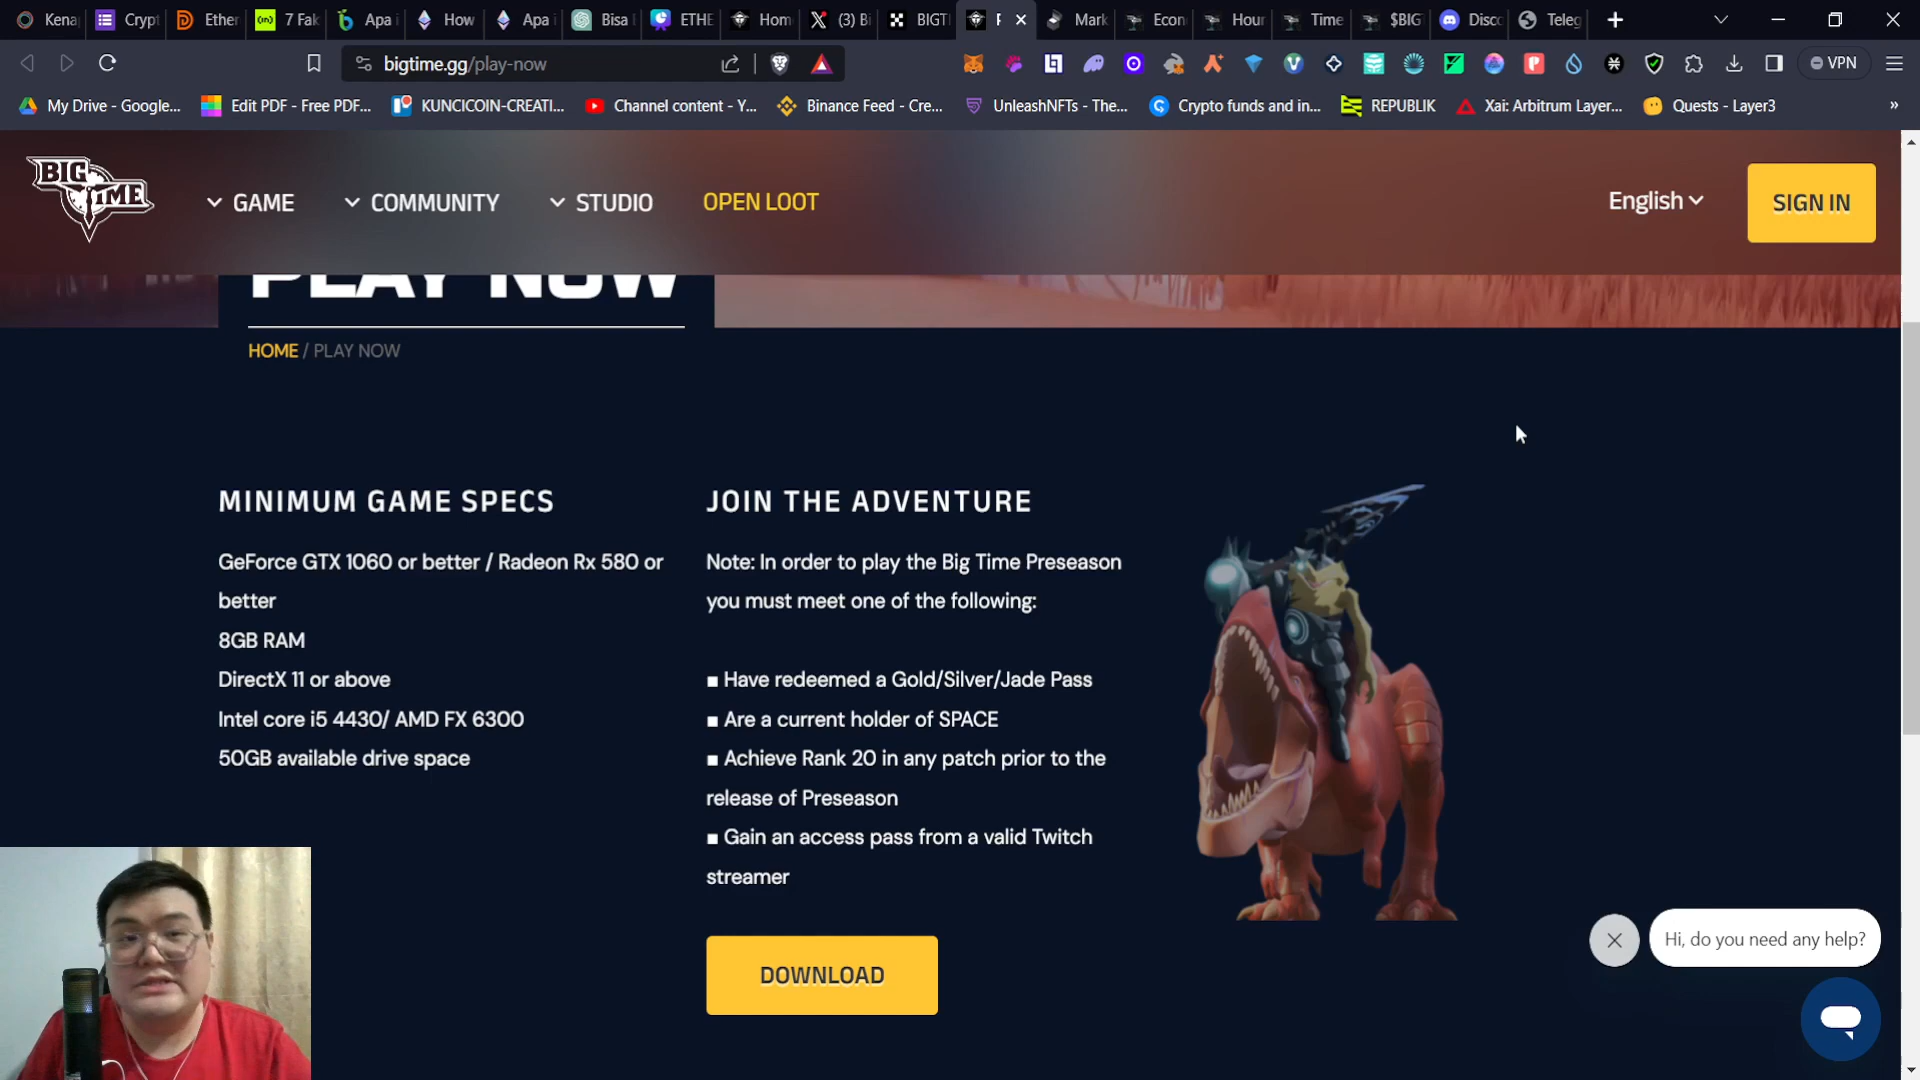 Kena
Crypt
Ether
7 Fak
Apa i
How
Apa i
Bisa
ETHE
Hom
(3) Bi
BIGTI
Mark
Econ
Hour
Time
$BIGT
Disco
Teleg
bigtime.gg/play-now
VPN
My Drive - Google...
Edit PDF - Free PDF...
KUNCICOIN-CREATI...
Channel content - Y...
Binance Feed - Cre...
UnleashNFTs - The...
Crypto funds and in...
REPUBLIK
Xai: Arbitrum Layer...
Quests - Layer3
BIG TIME
GAME
COMMUNITY
STUDIO
OPEN LOOT
English
SIGN IN
PLAY NOW
HOME / PLAY NOW
MINIMUM GAME SPECS
GeForce GTX 1060 or better / Radeon Rx 580 or
better
8GB RAM
DirectX 11 or above
Intel core i5 4430/ AMD FX 6300
50GB available drive space
JOIN THE ADVENTURE
Note: In order to play the Big Time Preseason
you must meet one of the following:
■ Have redeemed a Gold/Silver/Jade Pass
■ Are a current holder of SPACE
■ Achieve Rank 20 in any patch prior to the
release of Preseason
■ Gain an access pass from a valid Twitch
streamer
DOWNLOAD
Hi, do you need any help?